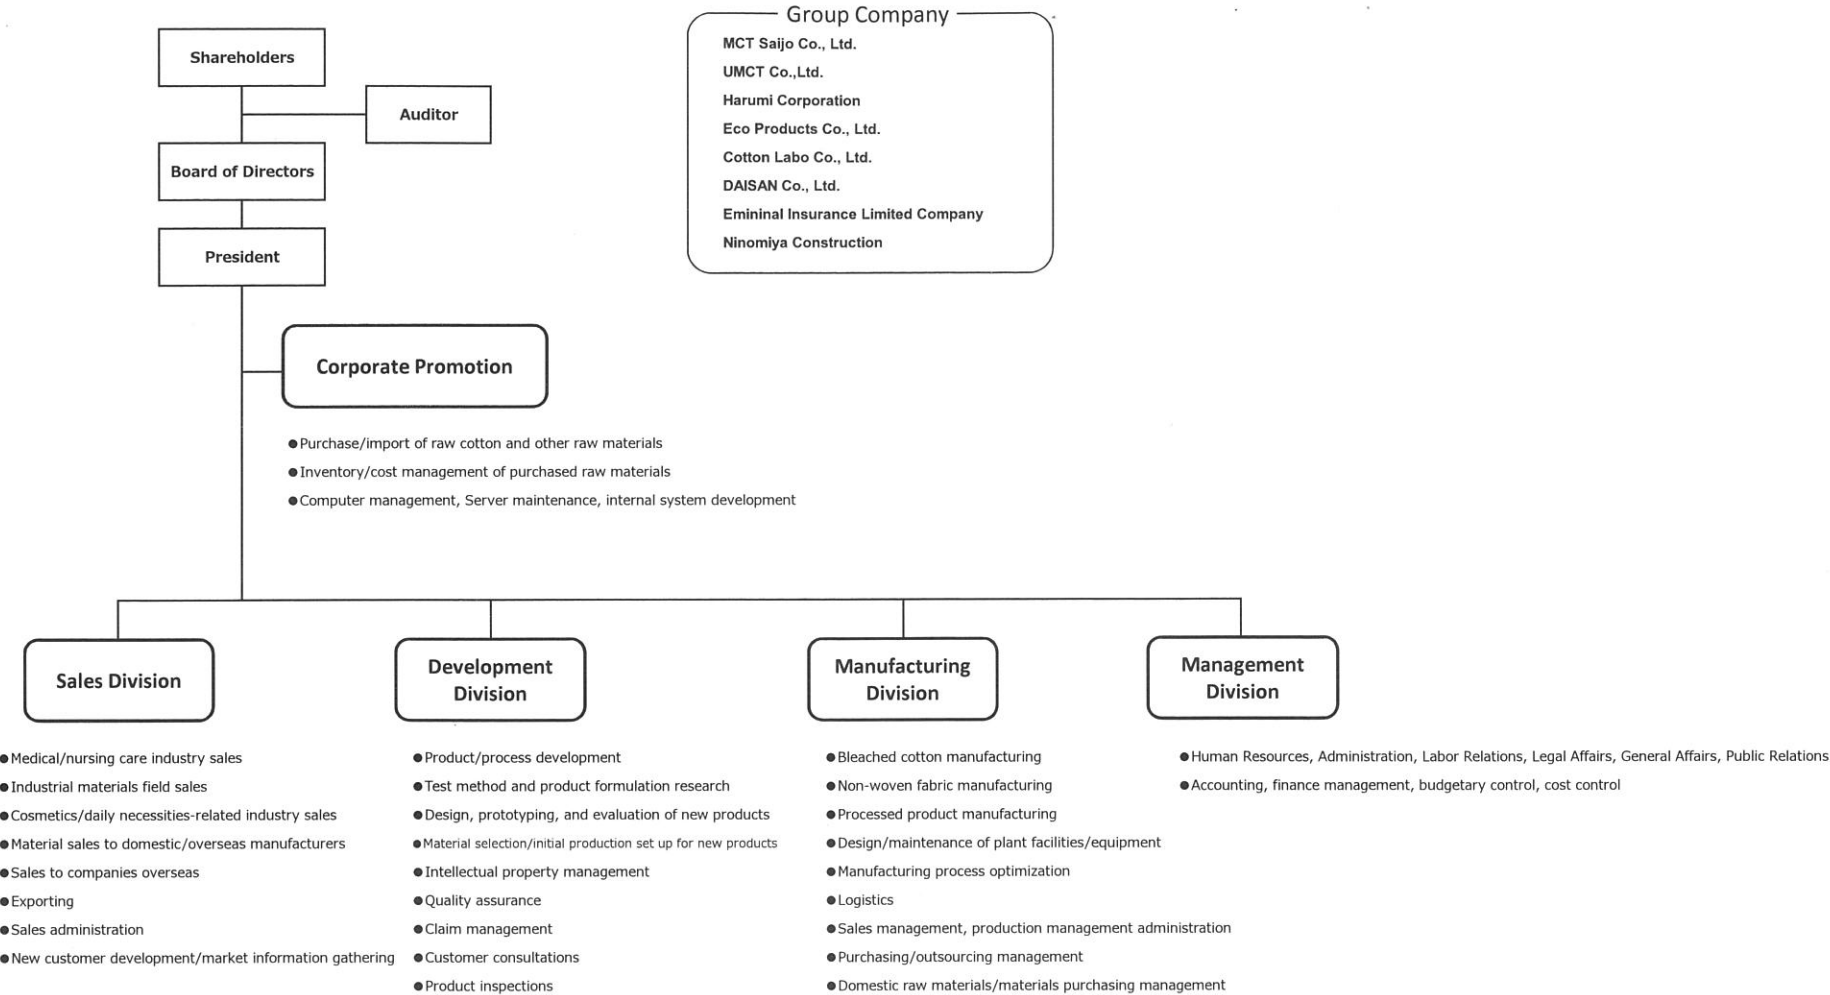 Shareholders
Auditor
Board of Directors
President
Group Company
MCT Saijo Co., Ltd.
UMCT Co.,Ltd.
Harumi Corporation
Eco Products Co., Ltd.
Cotton Labo Co., Ltd.
DAISAN Co., Ltd.
Emininal Insurance Limited Company
Ninomiya Construction
Corporate Promotion
●Purchase/import of raw cotton and other raw materials
●Inventory/cost management of purchased raw materials
●Computer management, Server maintenance, internal system development
Sales Division
●Medical/nursing care industry sales
●Industrial materials field sales
●Cosmetics/daily necessities-related industry sales
●Material sales to domestic/overseas manufacturers
●Sales to companies overseas
●Exporting
●Sales administration
●New customer development/market information gathering
Development
Division
●Product/process development
●Test method and product formulation research
●Design, prototyping, and evaluation of new products
●Material selection/initial production set up for new products
●Intellectual property management
●Quality assurance
●Claim management
●Customer consultations
●Product inspections
Manufacturing
Division
●Bleached cotton manufacturing
●Non-woven fabric manufacturing
●Processed product manufacturing
●Design/maintenance of plant facilities/equipment
●Manufacturing process optimization
●Logistics
●Sales management, production management administration
●Purchasing/outsourcing management
●Domestic raw materials/materials purchasing management
Management
Division
●Human Resources, Administration, Labor Relations, Legal Affairs, General Affairs, Public Relations
●Accounting, finance management, budgetary control, cost control